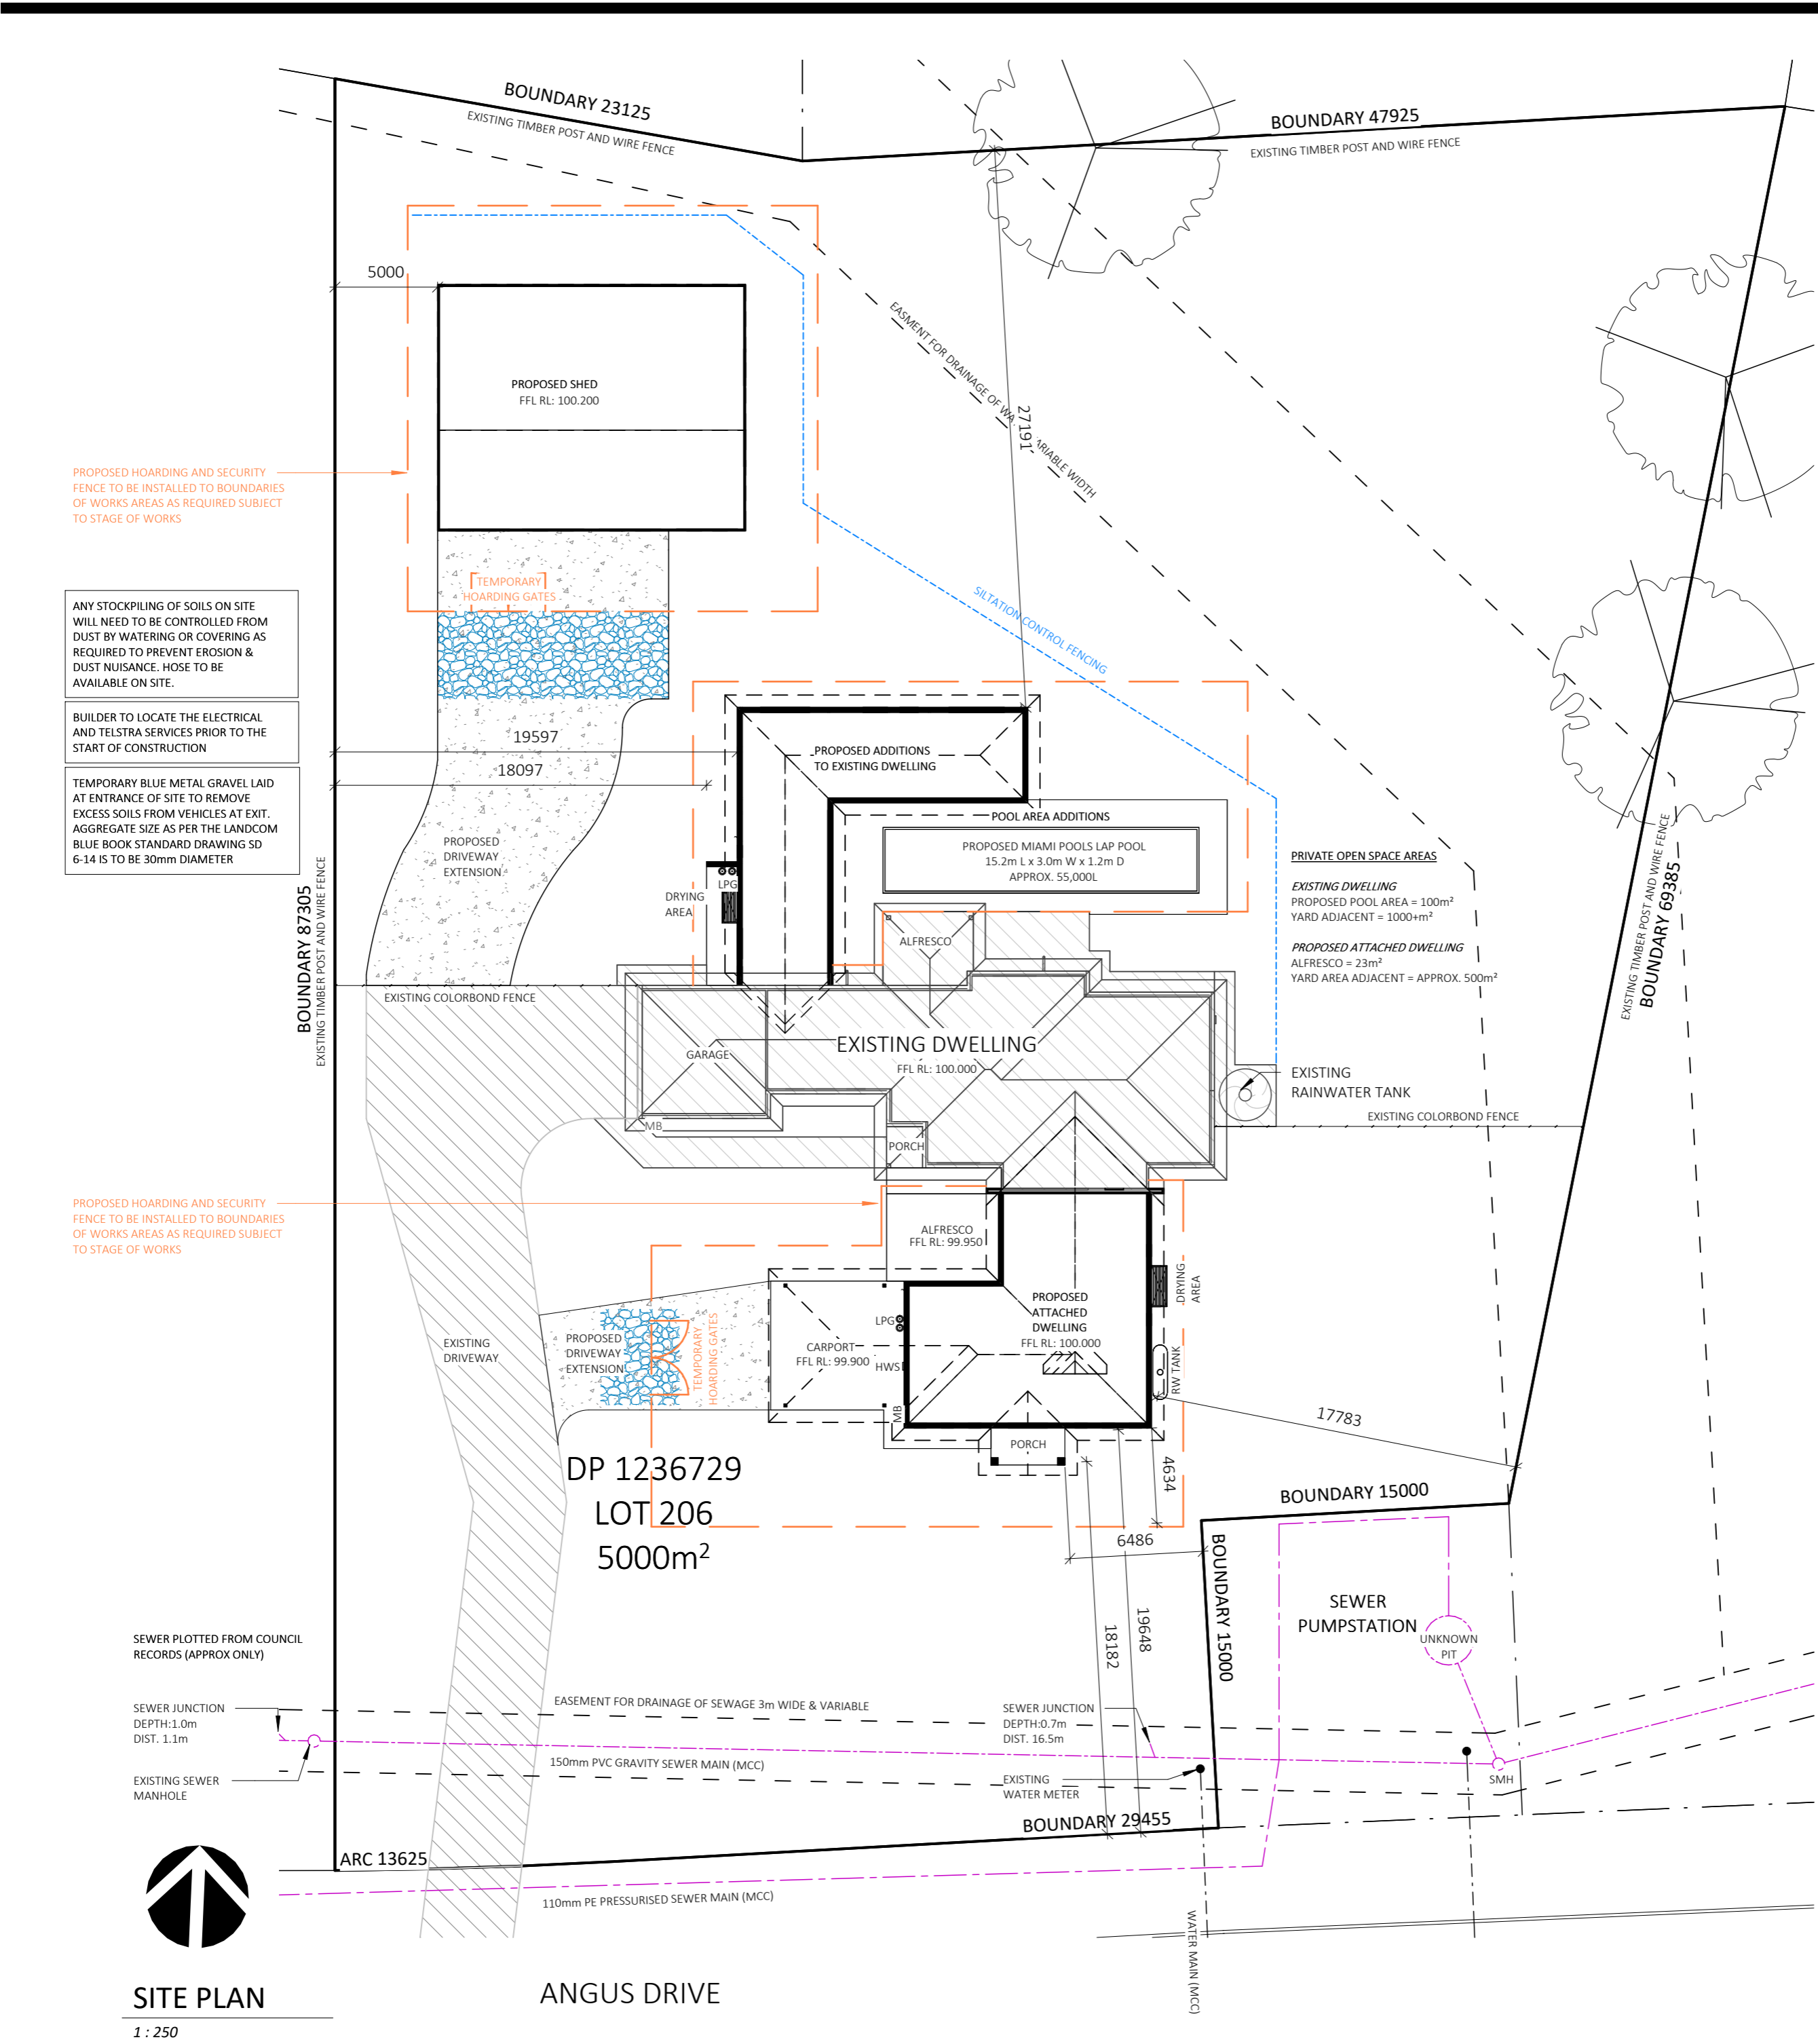 BOUNDARY 23125
EXISTING TIMBER POST AND WIRE FENCE
BOUNDARY 47925
EXISTING TIMBER POST AND WIRE FENCE
5000
PROPOSED SHED
FFL RL: 100.200
EASMENT FOR DRAINAGE OF WA
ARIABLE WIDTH
27191
PROPOSED HOARDING AND SECURITY
FENCE TO BE INSTALLED TO BOUNDARIES
OF WORKS AREAS AS REQUIRED SUBJECT
TO STAGE OF WORKS
TEMPORARY
HOARDING GATES
SILTATION CONTROL FENCING
ANY STOCKPILING OF SOILS ON SITE
WILL NEED TO BE CONTROLLED FROM
DUST BY WATERING OR COVERING AS
REQUIRED TO PREVENT EROSION &
DUST NUISANCE. HOSE TO BE
AVAILABLE ON SITE.
BUILDER TO LOCATE THE ELECTRICAL
AND TELSTRA SERVICES PRIOR TO THE
START OF CONSTRUCTION
TEMPORARY BLUE METAL GRAVEL LAID
AT ENTRANCE OF SITE TO REMOVE
EXCESS SOILS FROM VEHICLES AT EXIT.
AGGREGATE SIZE AS PER THE LANDCOM
BLUE BOOK STANDARD DRAWING SD
6-14 IS TO BE 30mm DIAMETER
19597
18097
PROPOSED ADDITIONS
TO EXISTING DWELLING
POOL AREA ADDITIONS
PROPOSED MIAMI POOLS LAP POOL
15.2m L x 3.0m W x 1.2m D
APPROX. 55,000L
PROPOSED
DRIVEWAY
EXTENSION
LPG
DRYING
AREA
ALFRESCO
PRIVATE OPEN SPACE AREAS
EXISTING DWELLING
PROPOSED POOL AREA = 100m²
YARD ADJACENT = 1000+m²
PROPOSED ATTACHED DWELLING
ALFRESCO = 23m²
YARD AREA ADJACENT = APPROX. 500m²
EXISTING TIMBER POST AND WIRE FENCE
BOUNDARY 69385
BOUNDARY 87305
EXISTING TIMBER POST AND WIRE FENCE
EXISTING COLORBOND FENCE
GARAGE
EXISTING DWELLING
FFL RL: 100.000
EXISTING
RAINWATER TANK
EXISTING COLORBOND FENCE
MB
PORCH
PROPOSED HOARDING AND SECURITY
FENCE TO BE INSTALLED TO BOUNDARIES
OF WORKS AREAS AS REQUIRED SUBJECT
TO STAGE OF WORKS
ALFRESCO
FFL RL: 99.950
DRYING
AREA
PROPOSED
ATTACHED
DWELLING
FFL RL: 100.000
EXISTING
DRIVEWAY
PROPOSED
DRIVEWAY
EXTENSION
TEMPORARY
HOARDING GATES
LPG
CARPORT
FFL RL: 99.900
HWS
RW TANK
MB
PORCH
17783
4634
DP 1236729
LOT 206
5000m²
BOUNDARY 15000
6486
BOUNDARY 15000
SEWER
PUMPSTATION
UNKNOWN
PIT
19648
18182
SEWER PLOTTED FROM COUNCIL
RECORDS (APPROX ONLY)
SEWER JUNCTION
DEPTH:1.0m
DIST. 1.1m
EASEMENT FOR DRAINAGE OF SEWAGE 3m WIDE & VARIABLE
SEWER JUNCTION
DEPTH:0.7m
DIST. 16.5m
150mm PVC GRAVITY SEWER MAIN (MCC)
EXISTING SEWER
MANHOLE
EXISTING
WATER METER
SMH
BOUNDARY 29455
ARC 13625
110mm PE PRESSURISED SEWER MAIN (MCC)
WATER MAIN (MCC)
SITE PLAN
1 : 250
ANGUS DRIVE